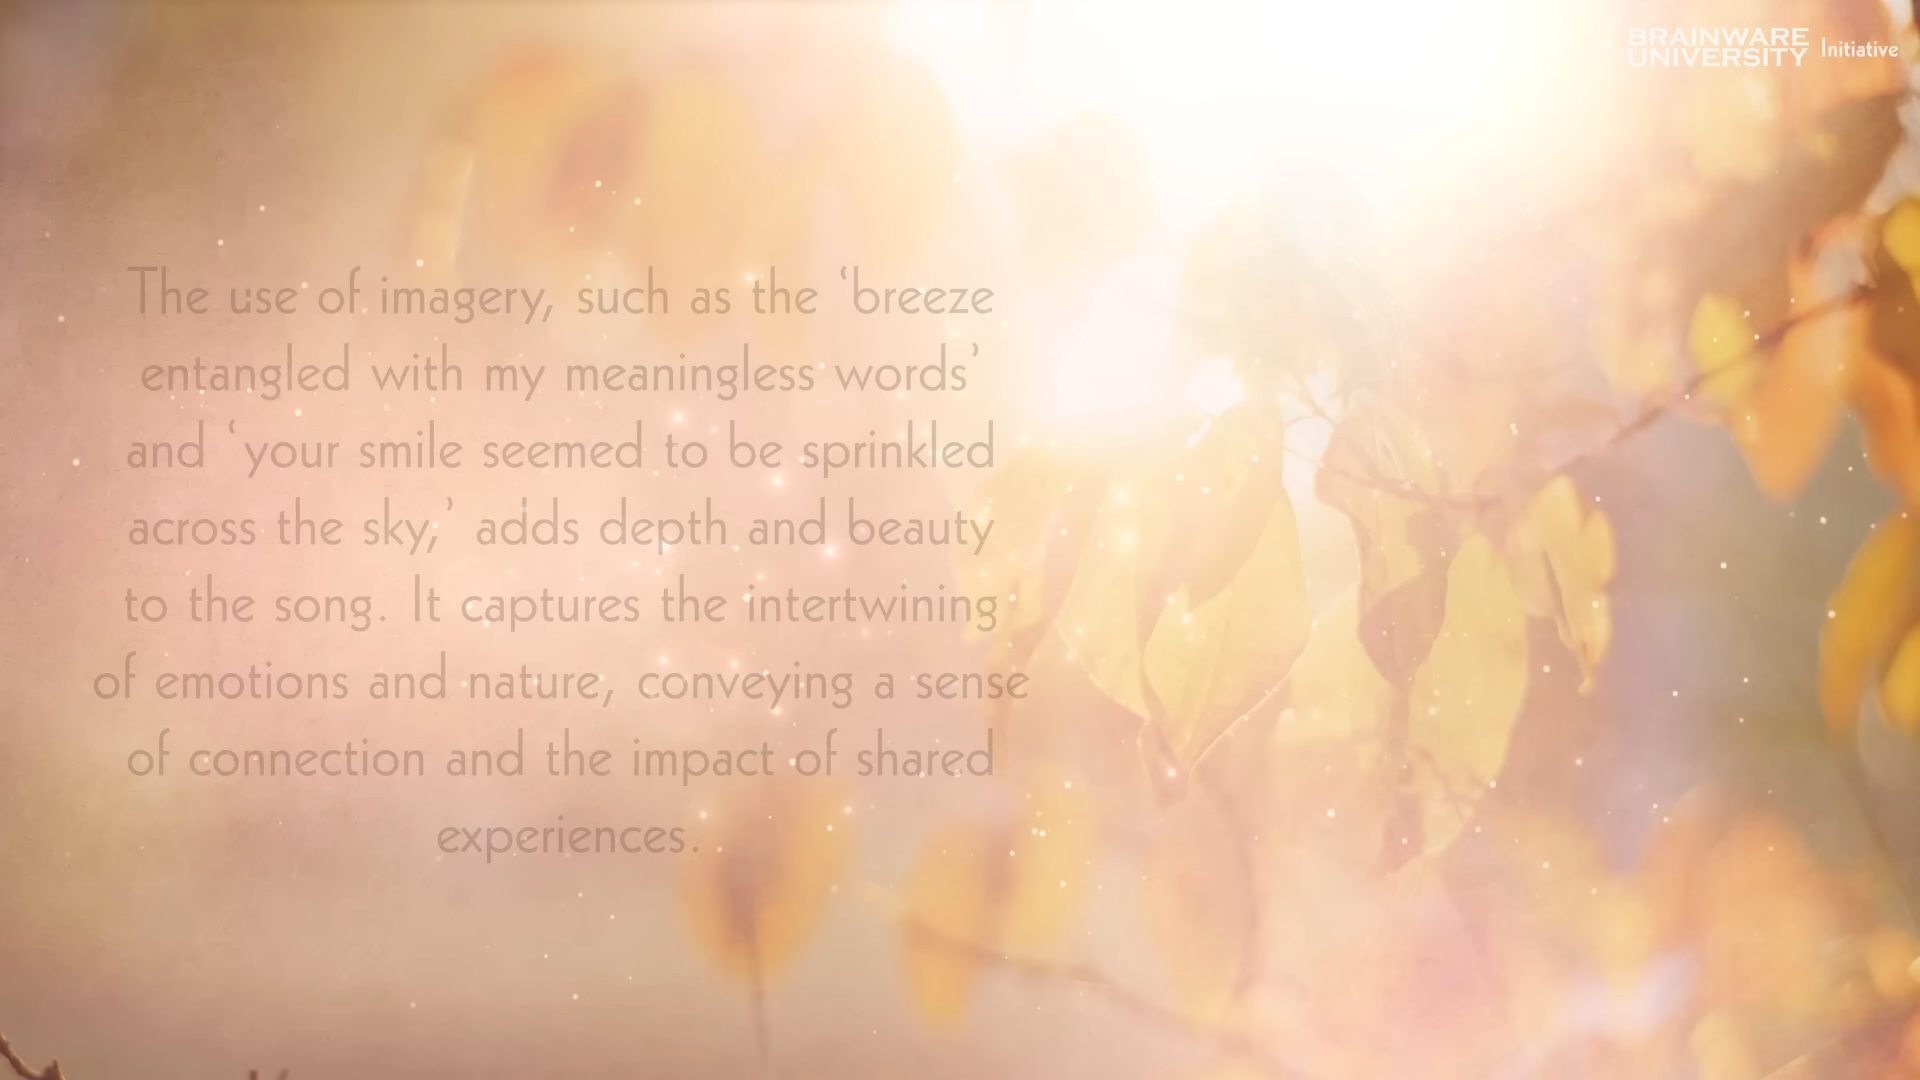 BRAINWARE
UNIVERSITY Initiative
The use of imagery, such as the ‘breeze
entangled with my meaningless words’
and ‘your smile seemed to be sprinkled
across the sky,’ adds depth and beauty
to the song. It captures the intertwining
of emotions and nature, conveying a sense
of connection and the impact of shared
experiences.